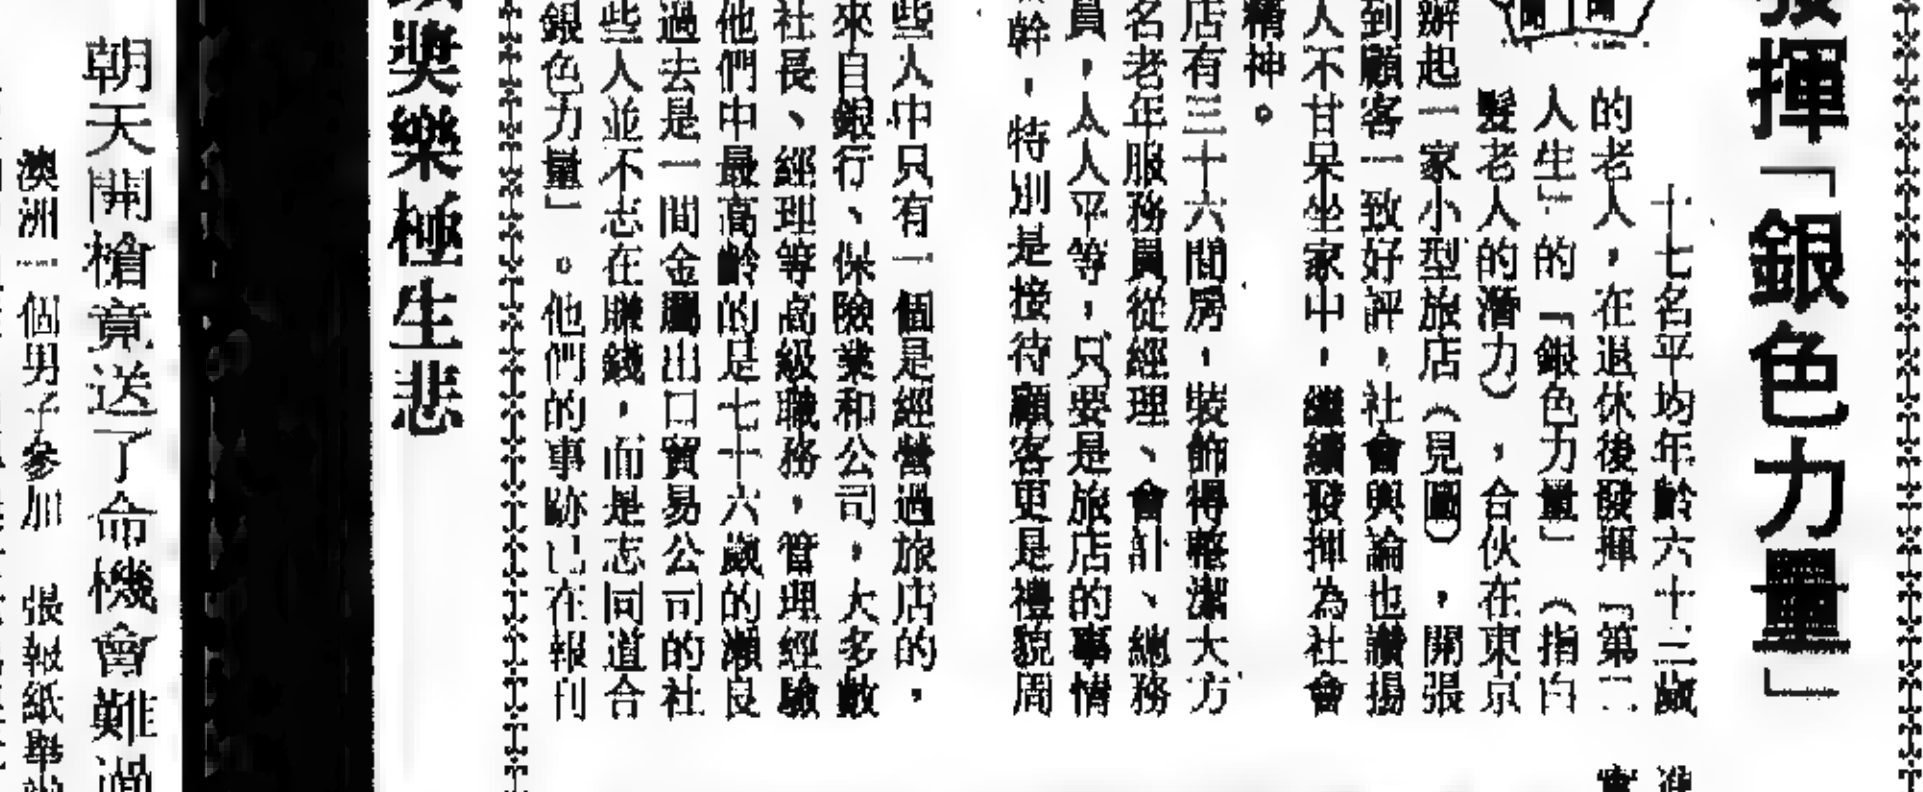 發揮「銀色力量」
十七名平均年齡六十三歲
的老人，在退休後發揮「第二
人生」的「銀色力量」（指白
髮老人的潛力），合伙在東京
辦起一家小型旅店（見圖），開張
到顧客一致好評，社會輿論也讚揚
人不甘呆坐家中，繼續發揮為社會
精神。
店有三十六間房，裝飾得整潔大方
名老年服務員從經理、會計、總務
員，人人平等，只要是旅店的事情
幹，特別是接待顧客更是禮貌周
些人中只有一個是經營過旅店的，
來自銀行、保險業和公司，大多數
社長、經理等高級職務，管理經驗
他們中最高齡的是七十六歲的瀨良
過去是一間金屬出口貿易公司的社
些人並不志在賺錢，而是志同道合
銀色力量」。他們的事跡已在報刊
獎樂極生悲
朝天開槍竟送了命機會難過
澳洲一個男子參加 張報紙舉辦